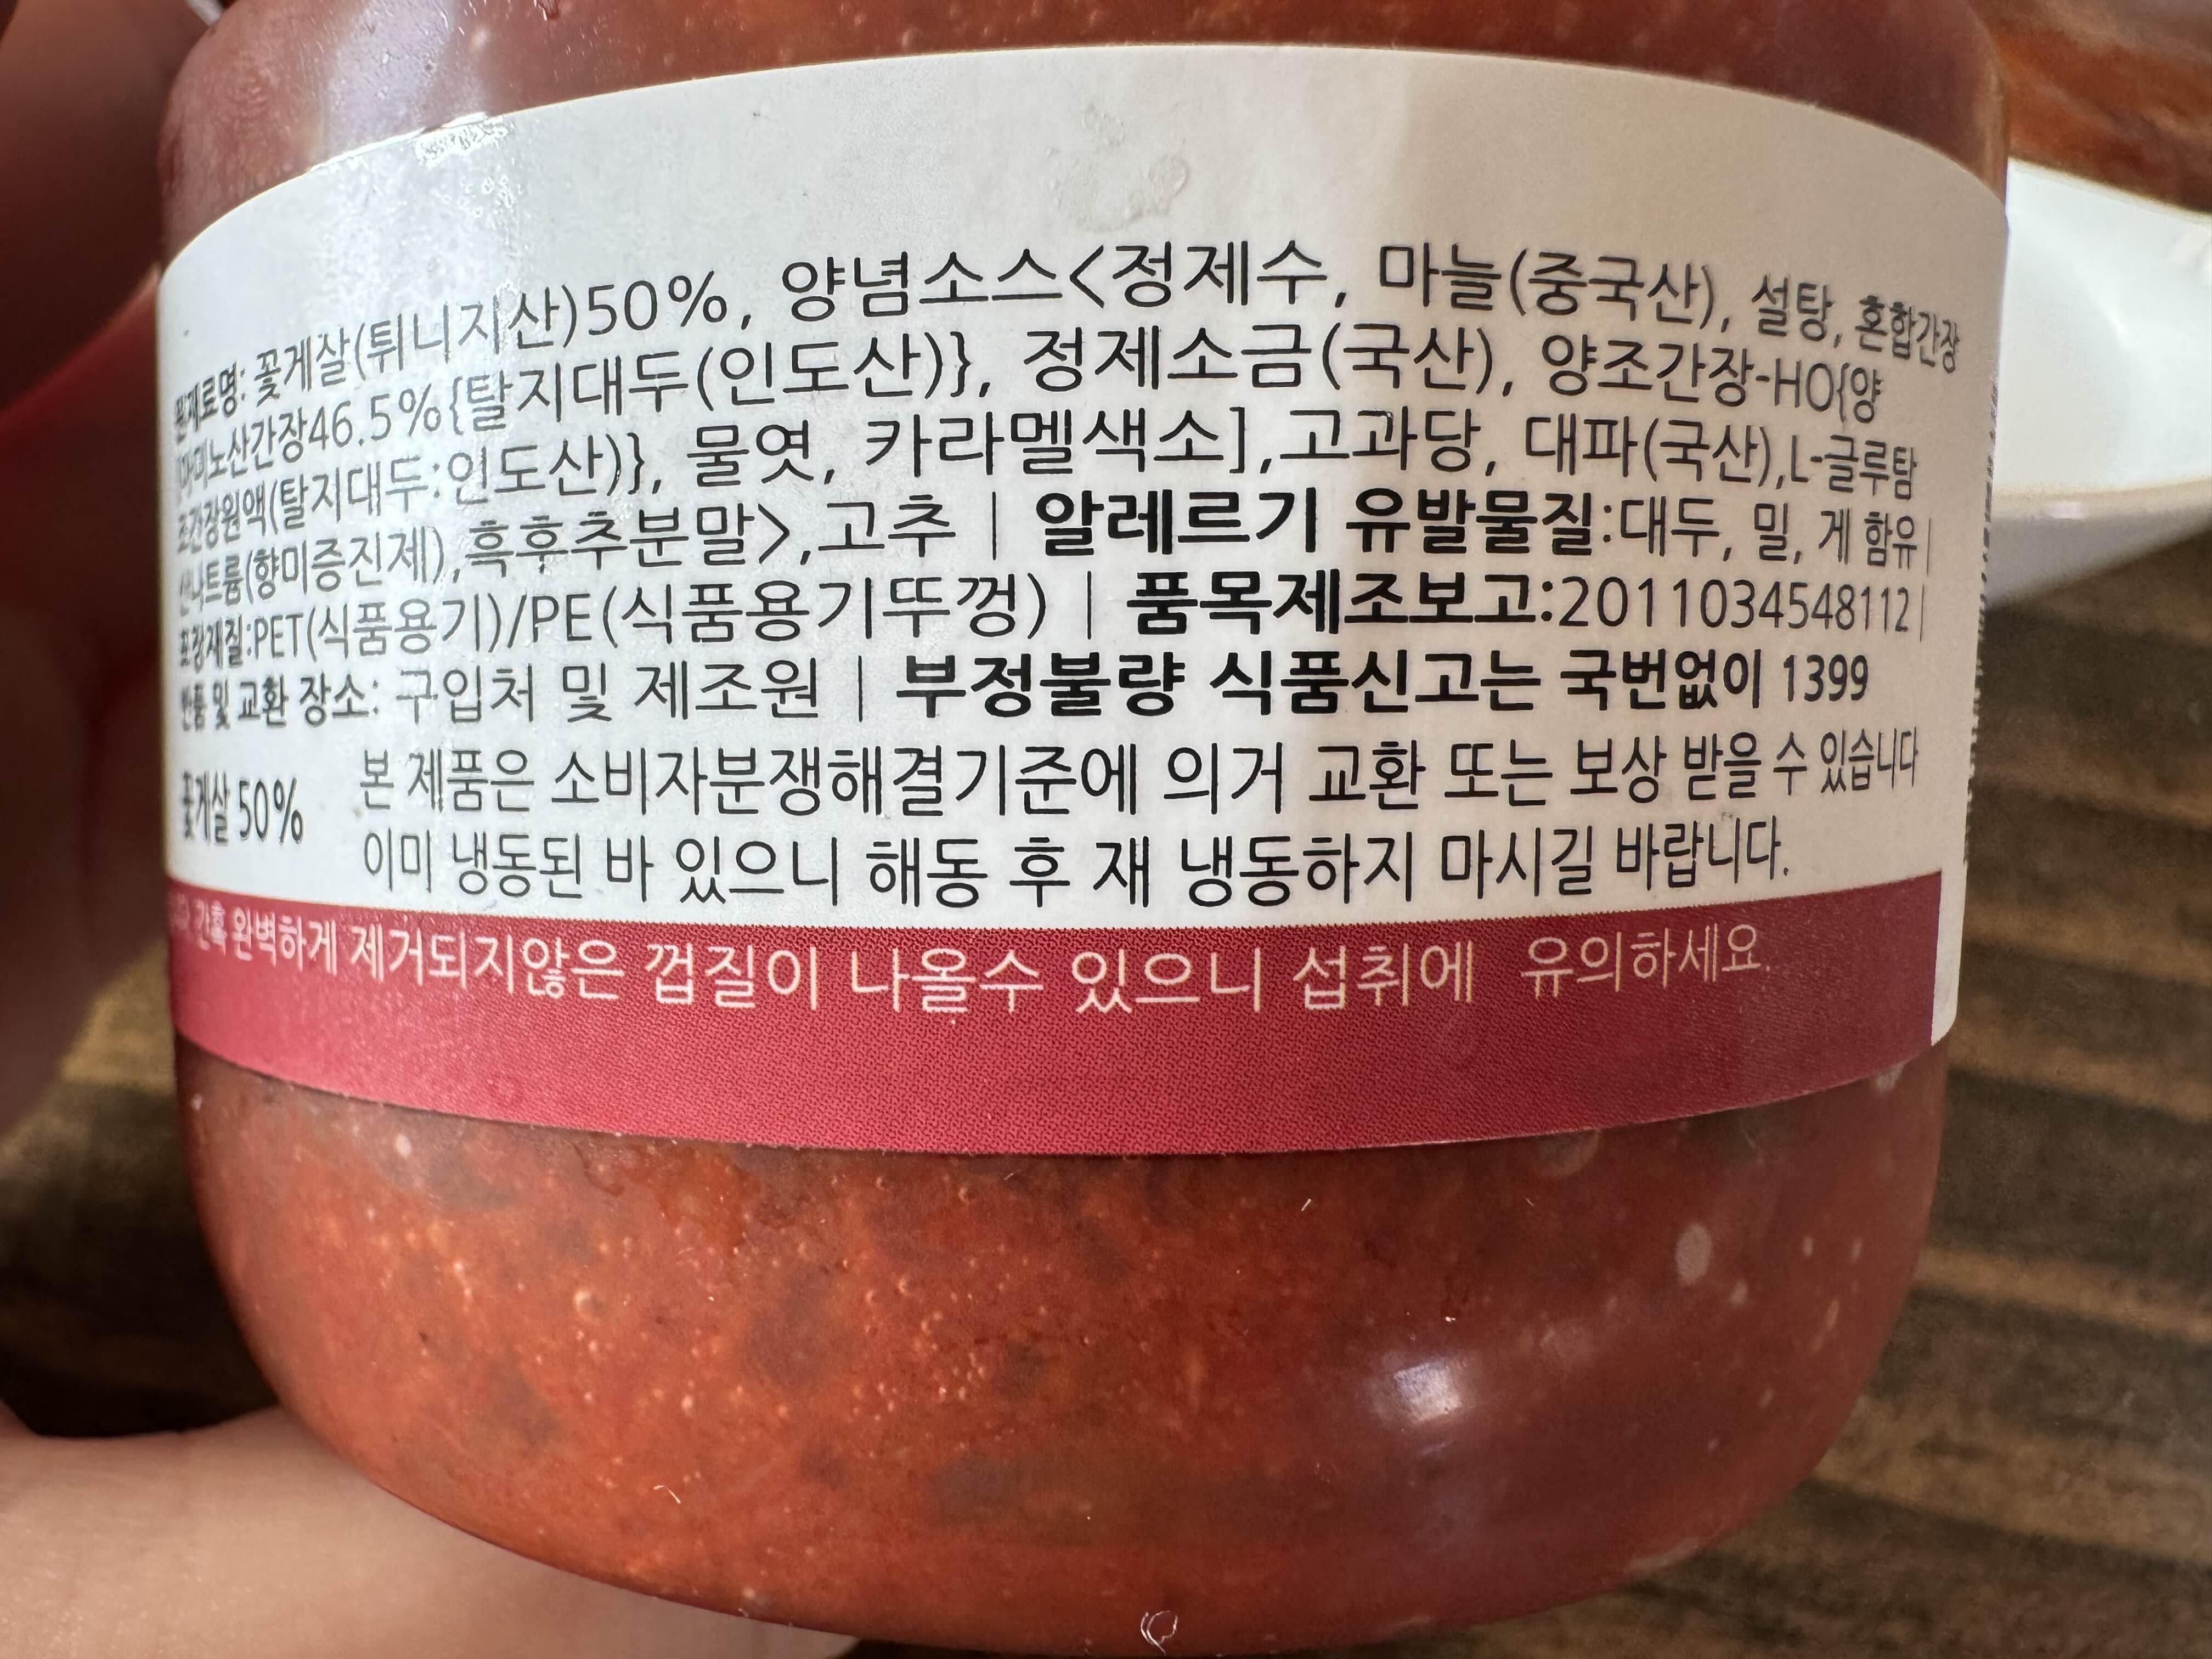 원재료명: 꽃게살(튀니지산)50%, 양념소스<정제수, 마늘(중국산), 설탕, 혼합간장
[아미노산간장46.5%{탈지대두(인도산)}, 정제소금(국산), 양조간장-HO{양
조간장원액(탈지대두:인도산)}, 물엿, 카라멜색소],고과당, 대파(국산),L-글루탐
산나트륨(향미증진제),흑후추분말>,고추 | 알레르기 유발물질:대두, 밀, 게 함유|
포장재질:PET(식품용기)/PE(식품용기뚜껑) | 품목제조보고:2011034548112|
반품 및 교환 장소: 구입처 및 제조원 | 부정불량 식품신고는 국번없이 1399
꽃게살 50%
본 제품은 소비자분쟁해결기준에 의거 교환 또는 보상 받을 수 있습니다
이미 냉동된 바 있으니 해동 후 재 냉동하지 마시길 바랍니다.
간혹 완벽하게 제거되지않은 껍질이 나올수 있으니 섭취에 유의하세요.